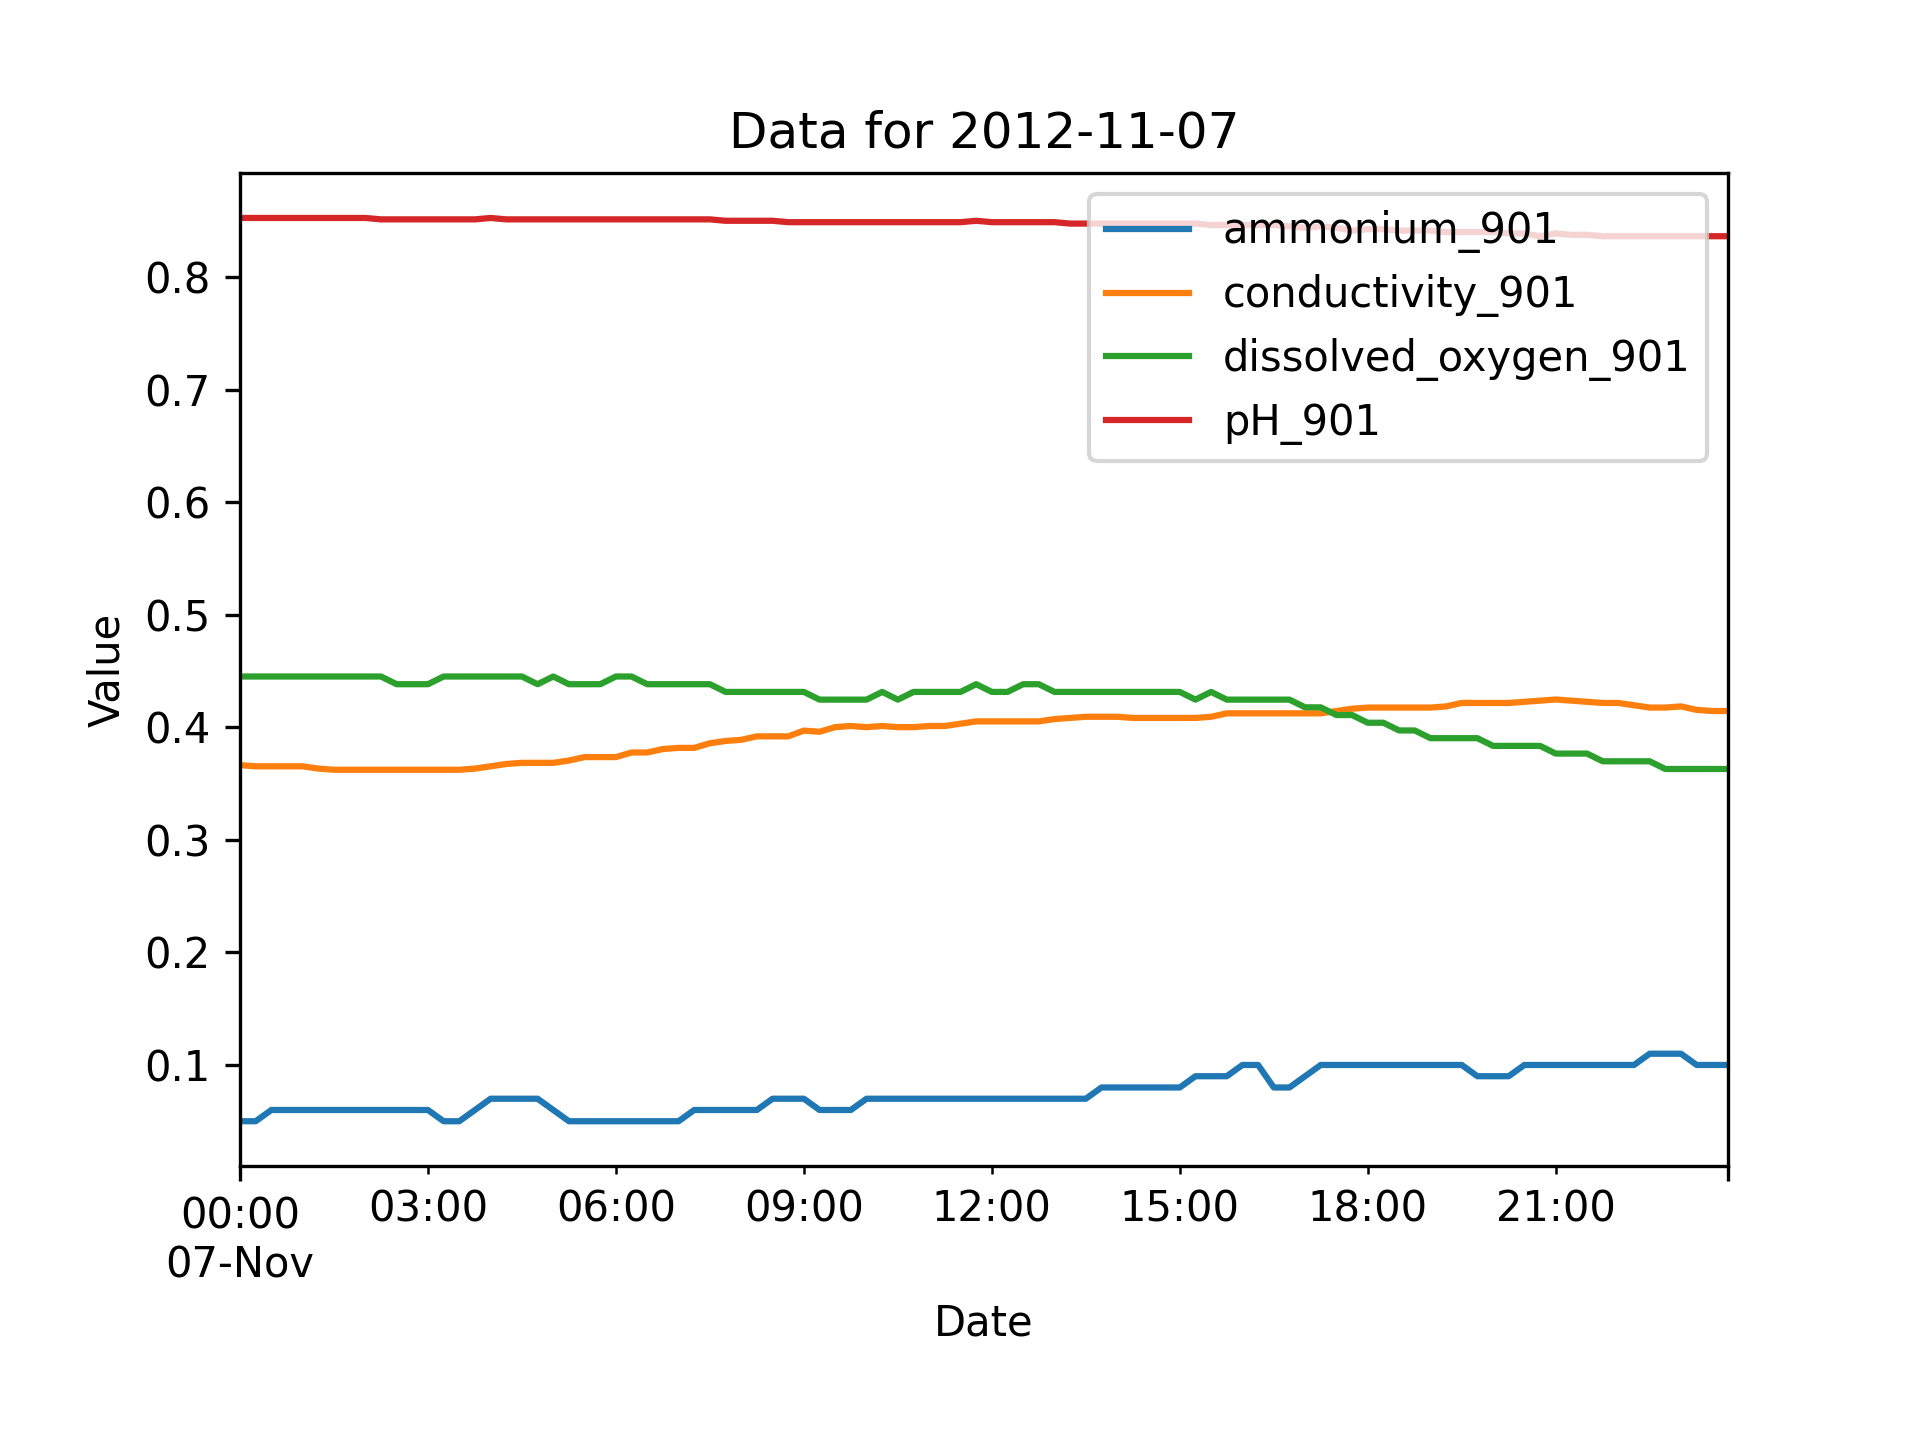 Data for 2012-11-07
ammonium_901
conductivity_901
dissolved_oxygen_901
pH_901
Value
0.8
0.7
0.6
0.5
0.4
0.3
0.2
0.1
00:00 03:00 06:00 09:00 12:00 15:00 18:00 21:00
07-Nov
Date